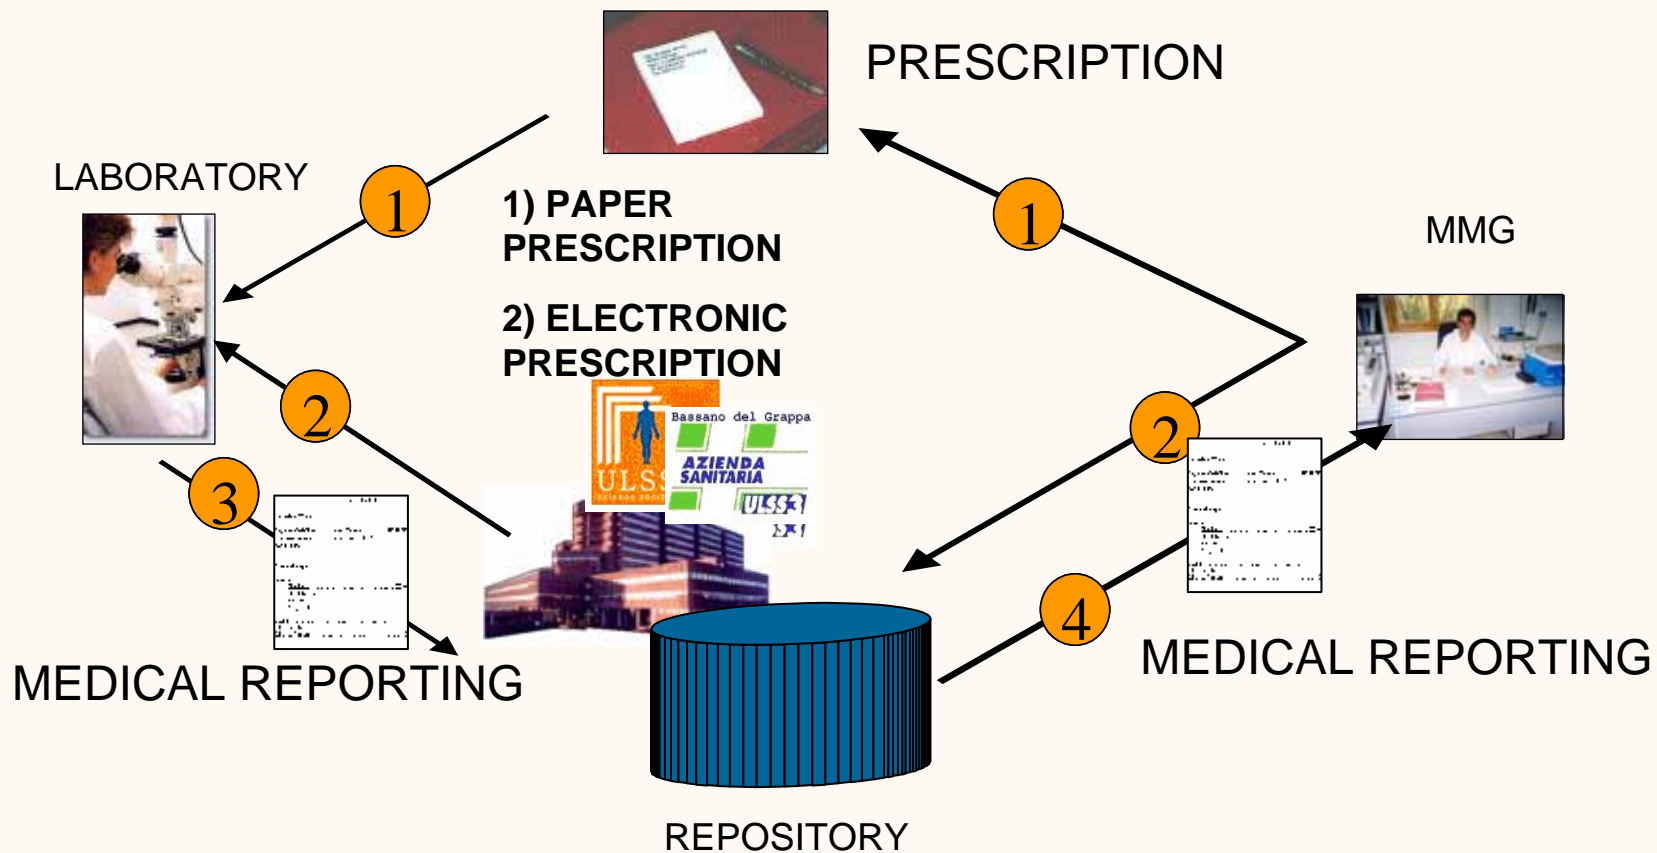 PRESCRIPTION
LABORATORY
1
1
1) PAPER
PRESCRIPTION
MMG
2) ELECTRONIC
PRESCRIPTION
2
2
Bassano del Grappa
AZIENDA
SANITARIA
ULSS3
ULSS
3
4
MEDICAL REPORTING
MEDICAL REPORTING
REPOSITORY